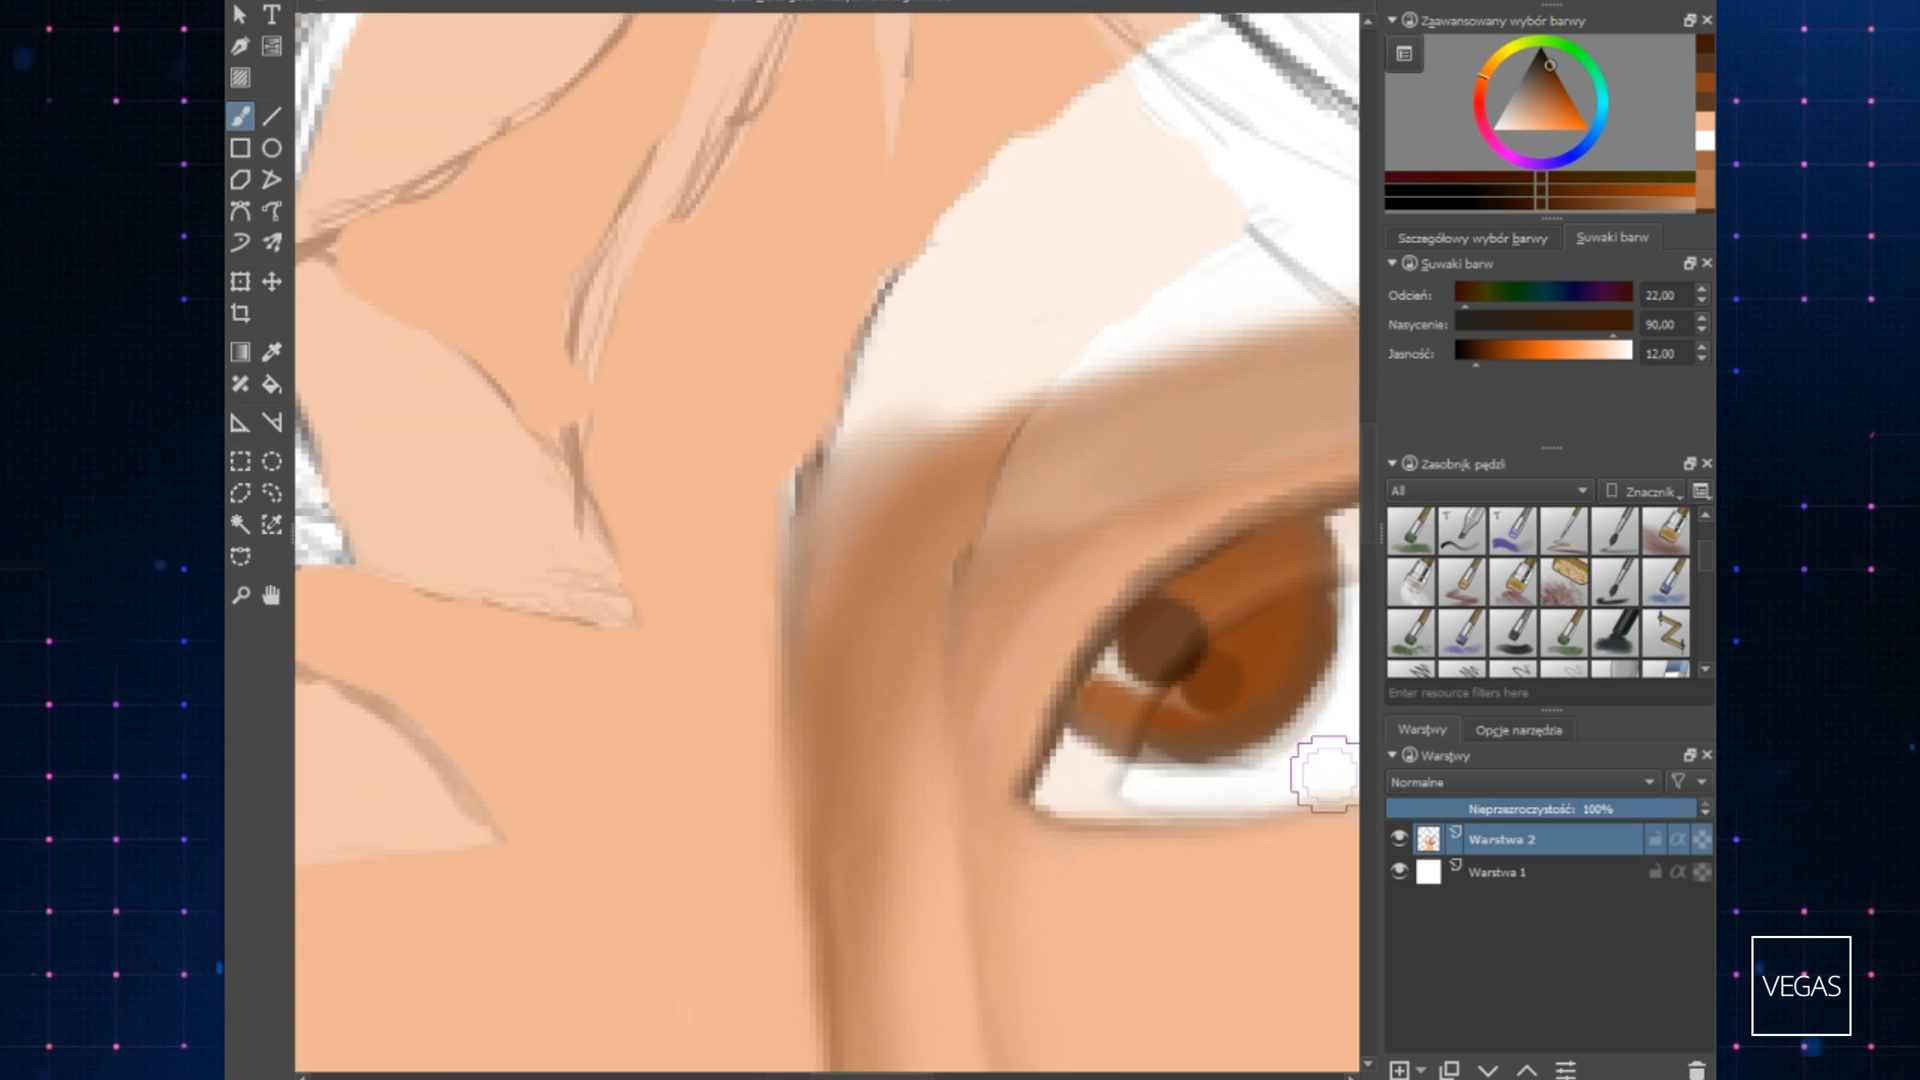 Zaawansowany wybór barwy
Szczegółowy wybór barwy
Suwaki barw
Suwaki barw
Odcień: 22,00
Nasycenie: 90,00
Jasność: 12,00
Zasobnik pędzli
All
Znacznik
Enter resource filters here
Warstwy
Opcje narzędzia
Warstwy
Normalne
Nieprzezroczystość: 100%
Warstwa 2
Warstwa 1
VEGAS